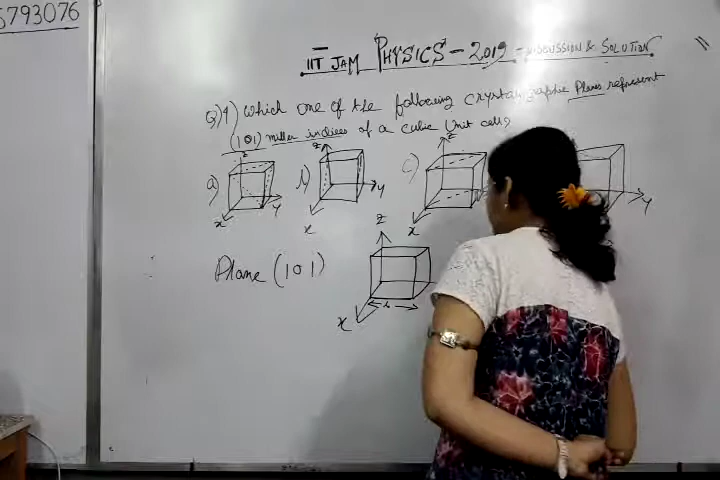 5793076
IIT JAM PHYSICS - 2019 - DISCUSSION & SOLUTION
Q)1) Which one of the following crystallographic Planes represent
(101) miller indices of a cubic Unit cell?
a) b) c)
z z z
x y x y x y
Plane (101)
z
x